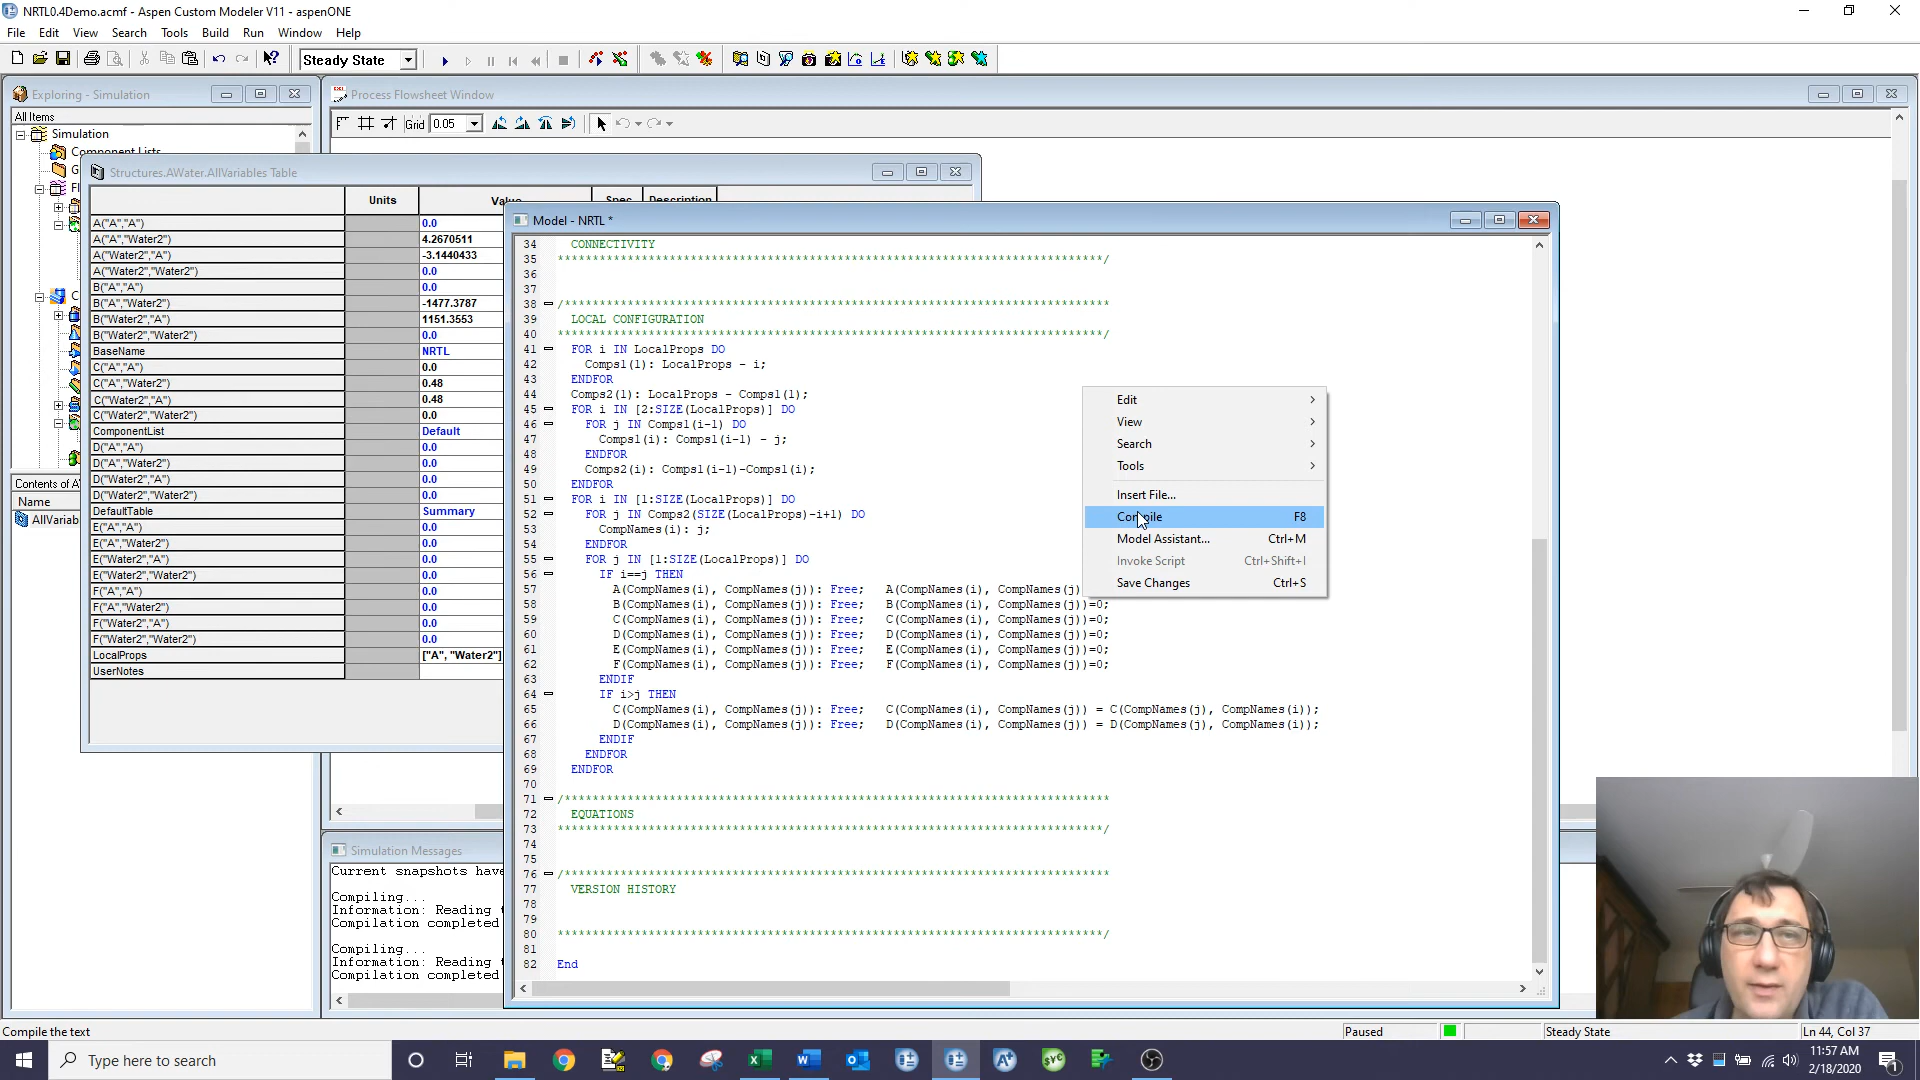 NRTL0.4Demo.acmf - Aspen Custom Modeler V11 - aspenONE
File Edit View Search Tools Build Run Window Help
Steady State
Exploring - Simulation
All Items
Simulation
Component Lists
Process Flowsheet Window
Grid 0.05
Structures.AWater.AllVariables Table
Units Value Spec Description
A("A","A") 0.0
A("A","Water2") 4.2670511
A("Water2","A") -3.1440433
A("Water2","Water2") 0.0
B("A","A") 0.0
B("A","Water2") -1477.3787
B("Water2","A") 1151.3553
B("Water2","Water2") 0.0
BaseName NRTL
C("A","A") 0.0
C("A","Water2") 0.48
C("Water2","A") 0.48
C("Water2","Water2") 0.0
ComponentList Default
D("A","A") 0.0
D("A","Water2") 0.0
D("Water2","A") 0.0
D("Water2","Water2") 0.0
DefaultTable Summary
E("A","A") 0.0
E("A","Water2") 0.0
E("Water2","A") 0.0
E("Water2","Water2") 0.0
F("A","A") 0.0
F("A","Water2") 0.0
F("Water2","A") 0.0
F("Water2","Water2") 0.0
LocalProps ["A", "Water2"]
UserNotes
Contents of
Name
AllVariab
Model - NRTL *
34 CONNECTIVITY
35 ******************************************************************************/
36
37
38 /******************************************************************************
39 LOCAL CONFIGURATION
40 ******************************************************************************/
41 FOR i IN LocalProps DO
42 Comps1(1): LocalProps - i;
43 ENDFOR
44 Comps2(1): LocalProps - Comps1(1);
45 FOR i IN [2:SIZE(LocalProps)] DO
46 FOR j IN Comps1(i-1) DO
47 Comps1(i): Comps1(i-1) - j;
48 ENDFOR
49 Comps2(i): Comps1(i-1)-Comps1(i);
50 ENDFOR
51 FOR i IN [1:SIZE(LocalProps)] DO
52 FOR j IN Comps2(SIZE(LocalProps)-i+1) DO
53 CompNames(i): j;
54 ENDFOR
55 FOR j IN [1:SIZE(LocalProps)] DO
56 IF i==j THEN
57 A(CompNames(i), CompNames(j)): Free; A(CompNames(i), CompNames(j)
58 B(CompNames(i), CompNames(j)): Free; B(CompNames(i), CompNames(j))=0;
59 C(CompNames(i), CompNames(j)): Free; C(CompNames(i), CompNames(j))=0;
60 D(CompNames(i), CompNames(j)): Free; D(CompNames(i), CompNames(j))=0;
61 E(CompNames(i), CompNames(j)): Free; E(CompNames(i), CompNames(j))=0;
62 F(CompNames(i), CompNames(j)): Free; F(CompNames(i), CompNames(j))=0;
63 ENDIF
64 IF i>j THEN
65 C(CompNames(i), CompNames(j)): Free; C(CompNames(i), CompNames(j)) = C(CompNames(j), CompNames(i));
66 D(CompNames(i), CompNames(j)): Free; D(CompNames(i), CompNames(j)) = D(CompNames(j), CompNames(i));
67 ENDIF
68 ENDFOR
69 ENDFOR
70
71 /******************************************************************************
72 EQUATIONS
73 ******************************************************************************/
74
75
76 /******************************************************************************
77 VERSION HISTORY
78
79
80 ******************************************************************************/
81
82 End
Edit
View
Search
Tools
Insert File...
Compile F8
Model Assistant... Ctrl+M
Invoke Script Ctrl+Shift+I
Save Changes Ctrl+S
Simulation Messages
Current snapshots have
Compiling...
Information: Reading
Compilation completed
Compiling...
Information: Reading
Compilation completed
Compile the text
Paused
Steady State
Ln 44, Col 37
Type here to search
11:57 AM
2/18/2020